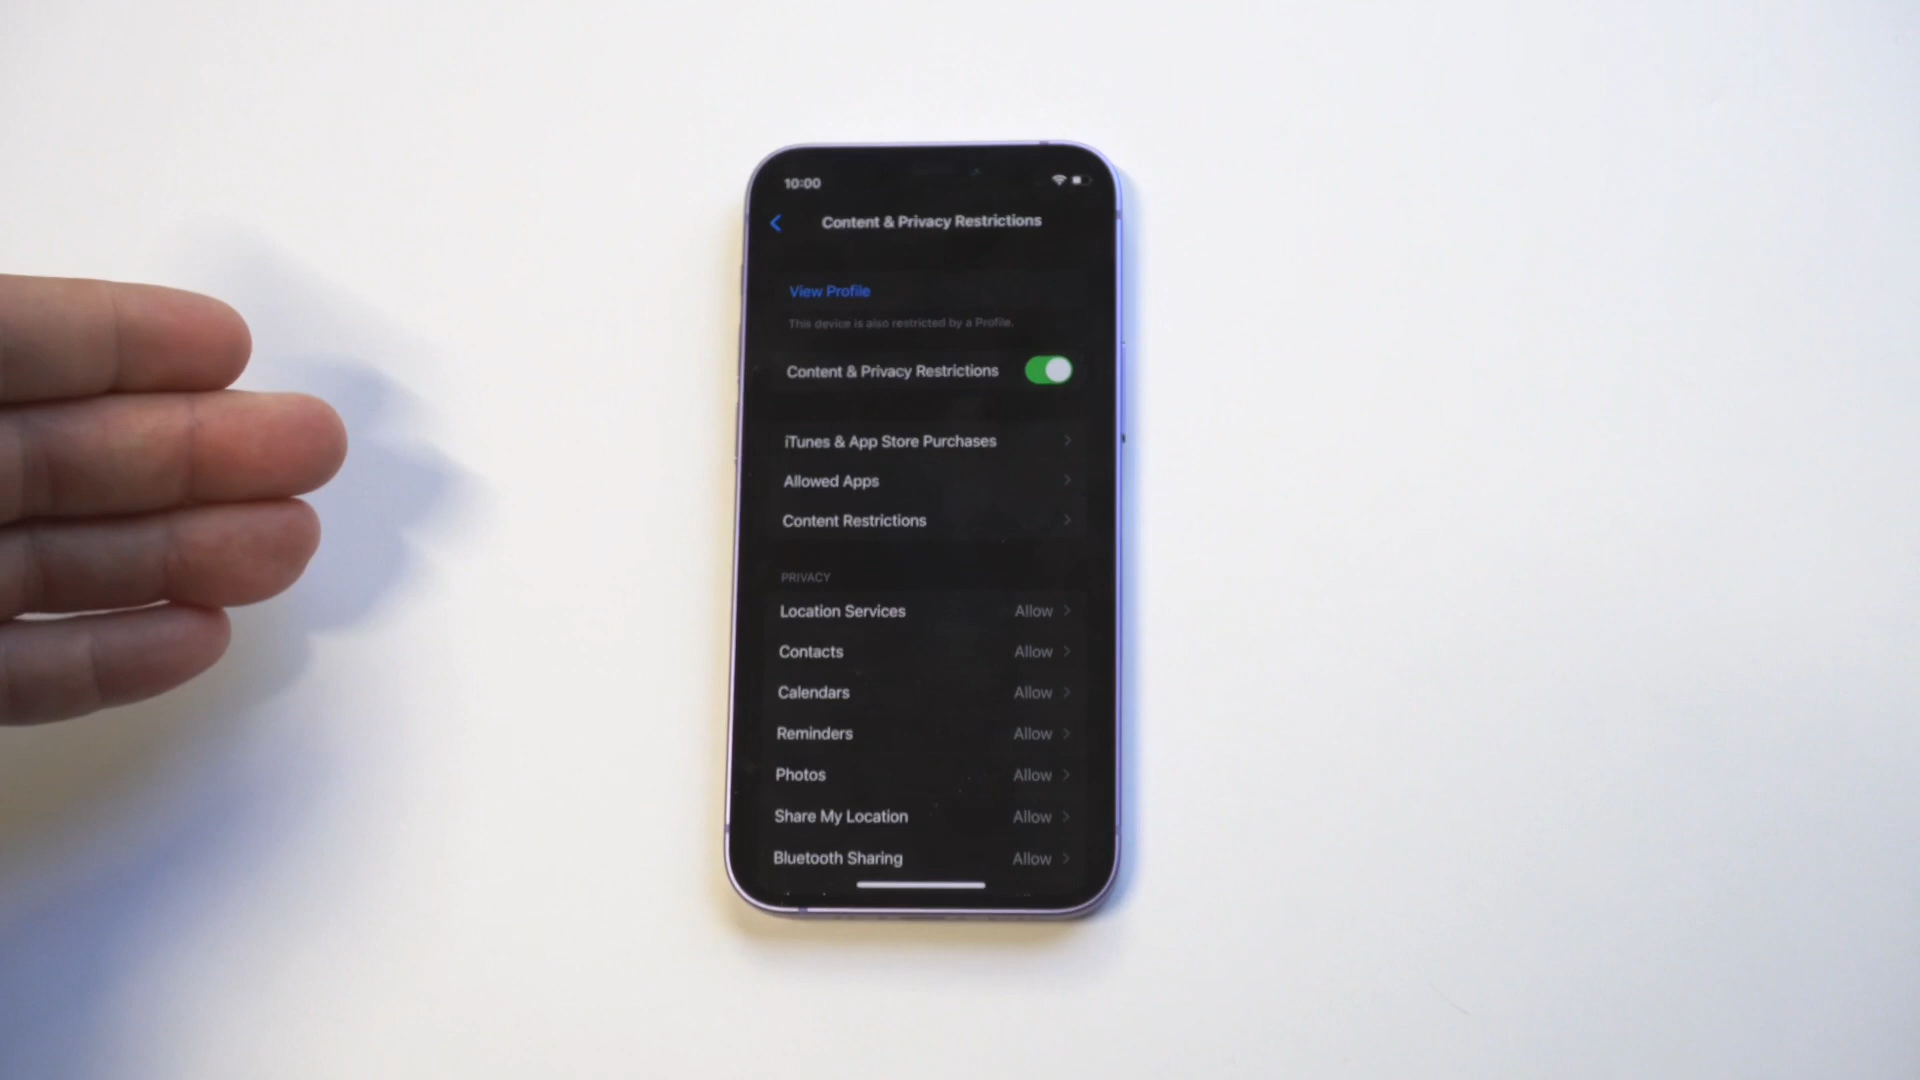 10:00
Content & Privacy Restrictions
View Profile
This device is also restricted by a Profile.
Content & Privacy Restrictions
iTunes & App Store Purchases
Allowed Apps
Content Restrictions
PRIVACY
Location Services Allow
Contacts Allow
Calendars Allow
Reminders Allow
Photos Allow
Share My Location Allow
Bluetooth Sharing Allow